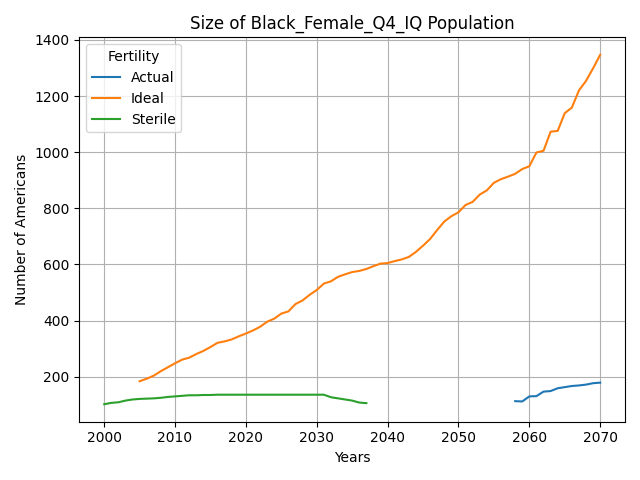 Size of Black_Female_Q4_IQ Population
Number of Americans
1400
1200
1000
800
600
400
200
Fertility
Actual
Ideal
Sterile
2000 2010 2020 2030 2040 2050 2060 2070
Years